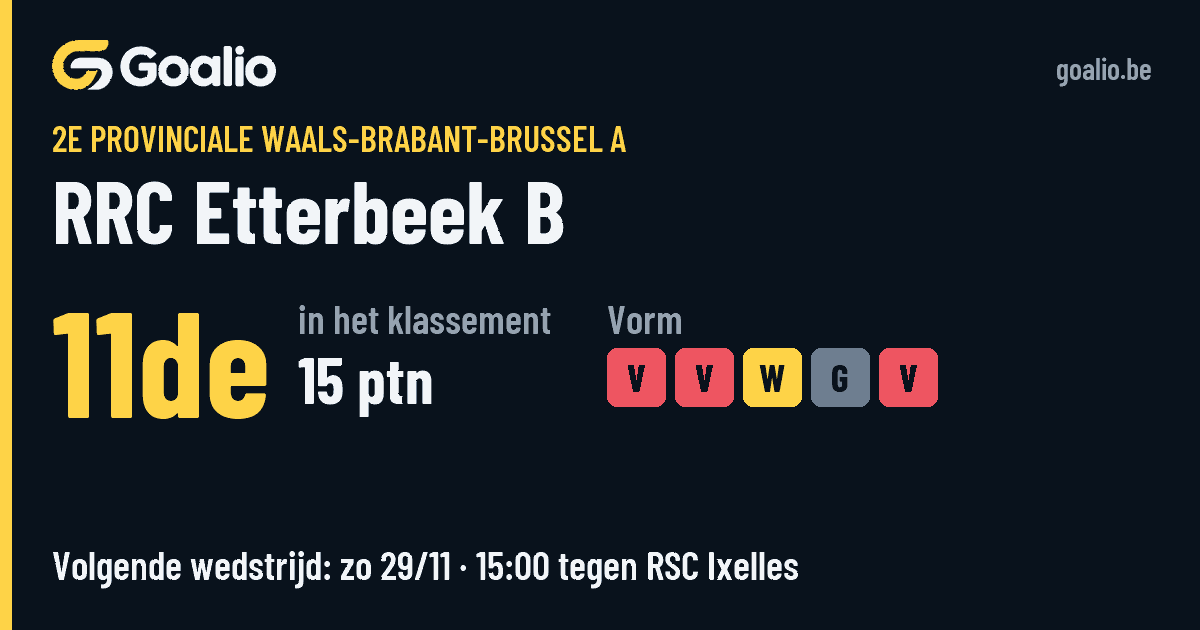 Goalio
goalio.be
2E PROVINCIALE WAALS-BRABANT-BRUSSEL A
RRC Etterbeek B
11de
in het klassement
15 ptn
Vorm
V V W G V
Volgende wedstrijd: zo 29/11 · 15:00 tegen RSC Ixelles